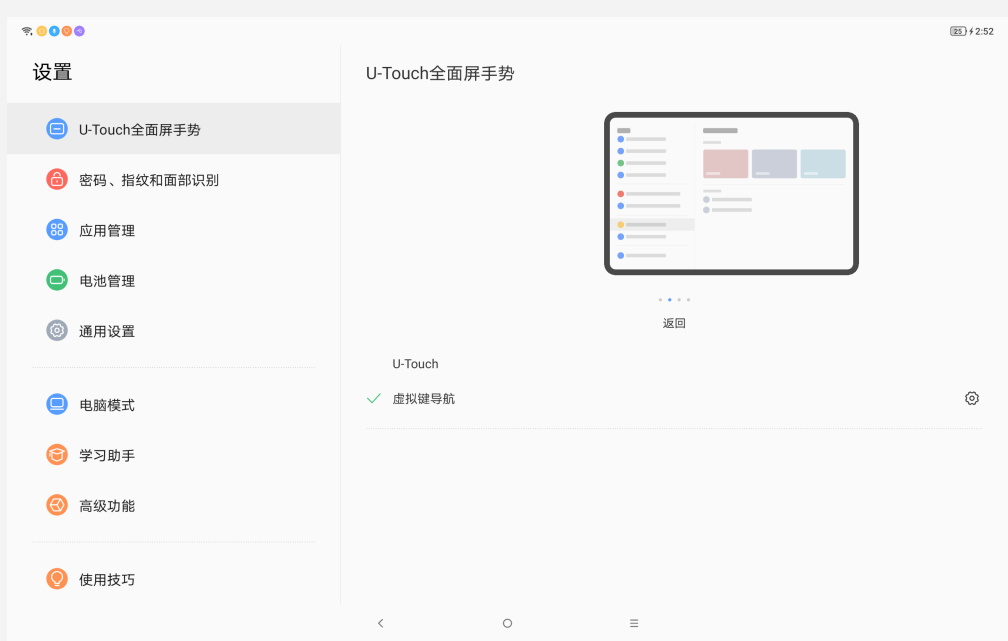 25 2:52
设置
U-Touch全面屏手势
密码、指纹和面部识别
应用管理
电池管理
通用设置
电脑模式
学习助手
高级功能
使用技巧
U-Touch全面屏手势
返回
U-Touch
虚拟键导航